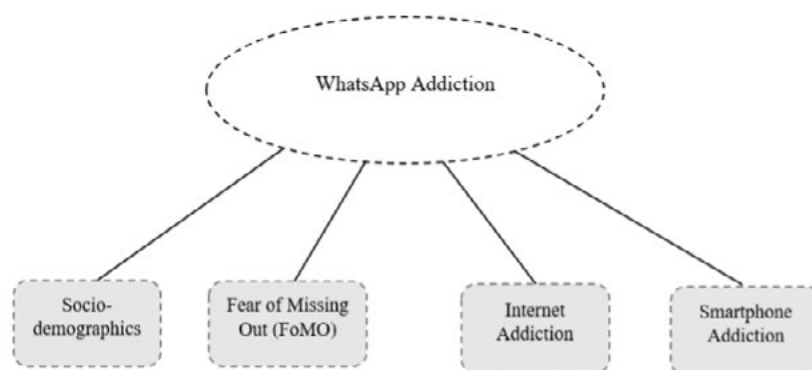 WhatsApp Addiction
Socio-
demographics
Fear of Missing
Out (FoMO)
Internet
Addiction
Smartphone
Addiction